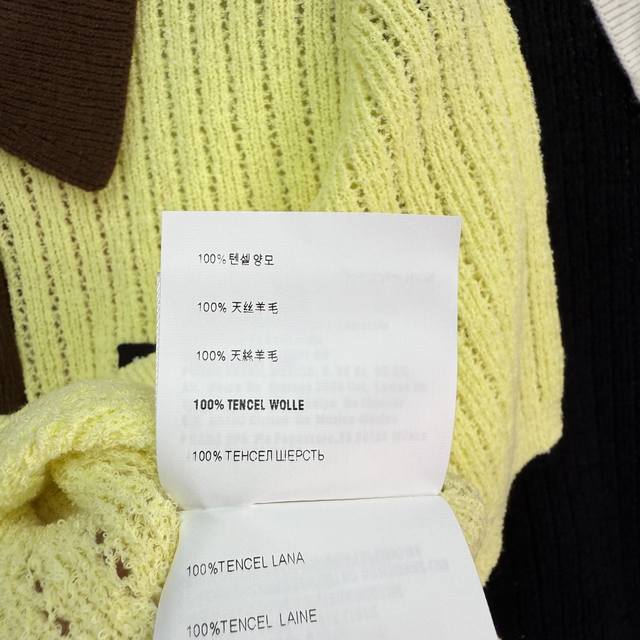 100% 텐셀 양모
100% 天丝羊毛
100% 天絲羊毛
100% TENCEL WOLLE
100% ТЕНСЕЛ ШЕРСТЬ
100%TENCEL LANA
100%TENCEL LAINE